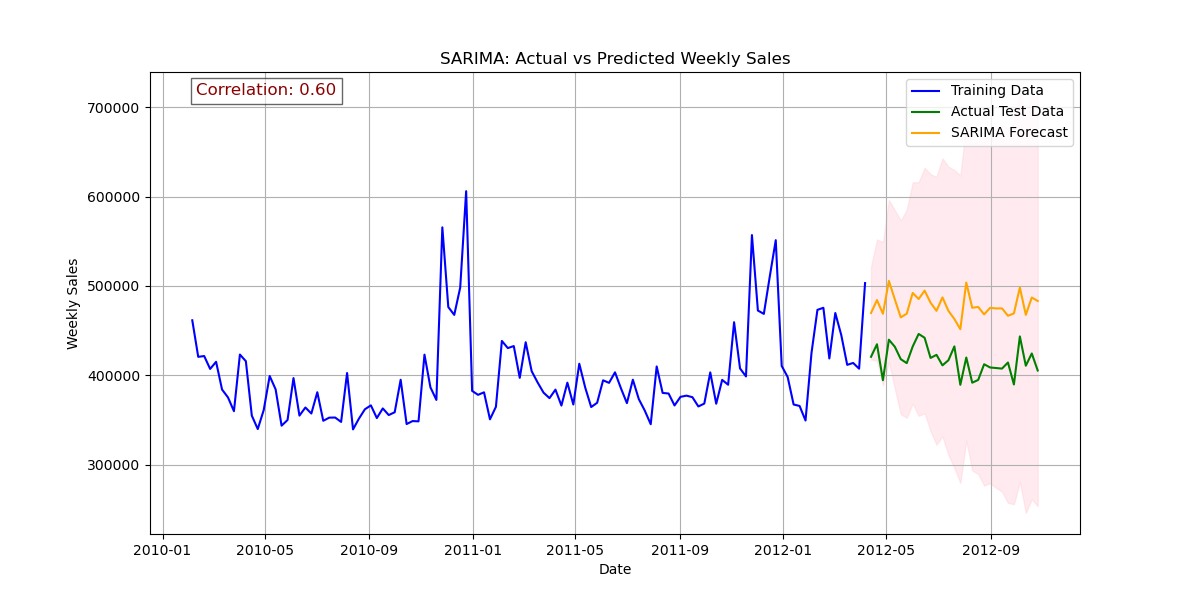 SARIMA: Actual vs Predicted Weekly Sales
Correlation: 0.60
Training Data
Actual Test Data
SARIMA Forecast
Weekly Sales
700000
600000
500000
400000
300000
2010-01 2010-05 2010-09 2011-01 2011-05 2011-09 2012-01 2012-05 2012-09
Date